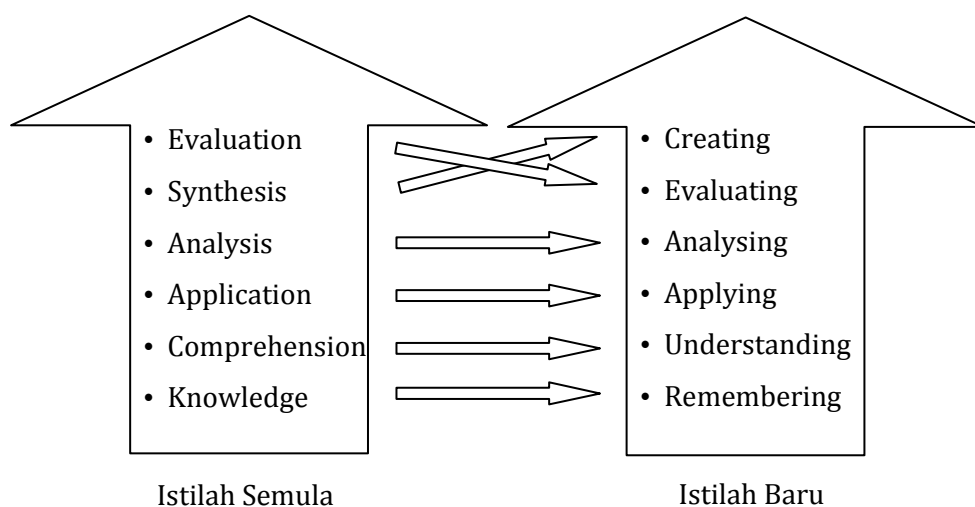 • Evaluation
• Synthesis
• Analysis
• Application
• Comprehension
• Knowledge
Istilah Semula
• Creating
• Evaluating
• Analysing
• Applying
• Understanding
• Remembering
Istilah Baru